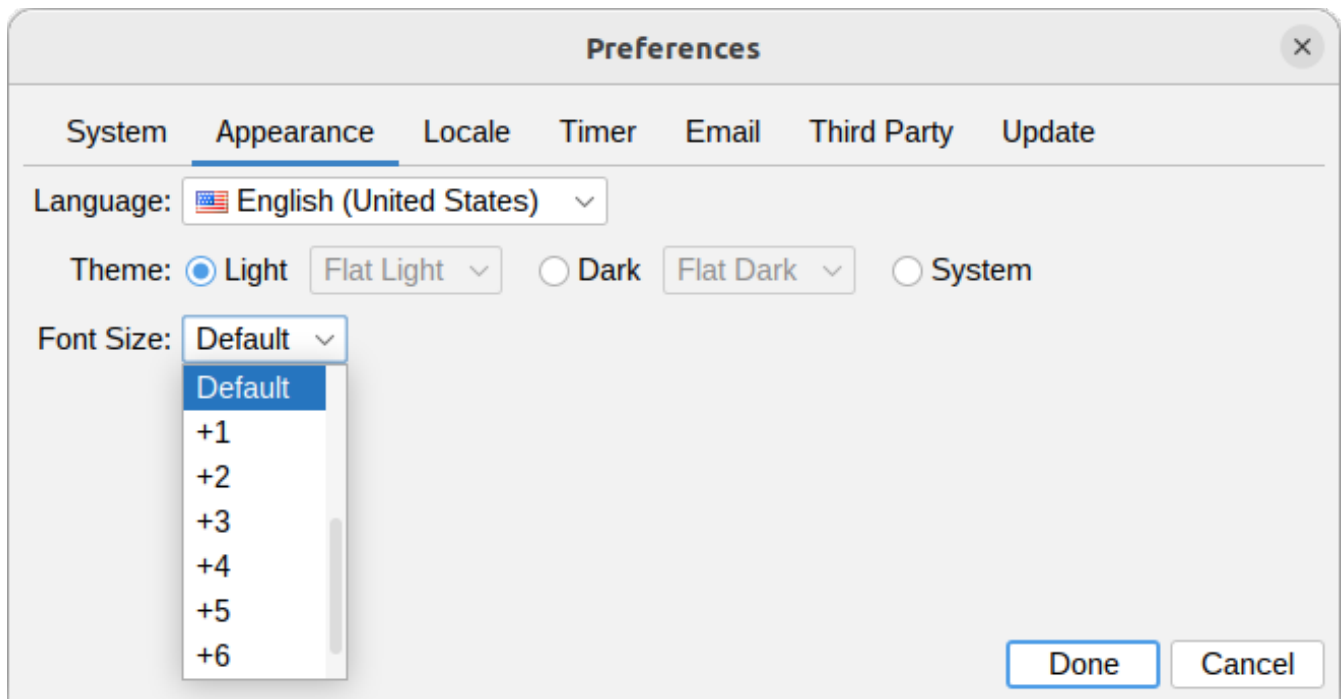 Preferences
System Appearance Locale Timer Email Third Party Update
Language: English (United States)
Theme: Light Flat Light Dark Flat Dark System
Font Size: Default
Default
+1
+2
+3
+4
+5
+6
Done Cancel